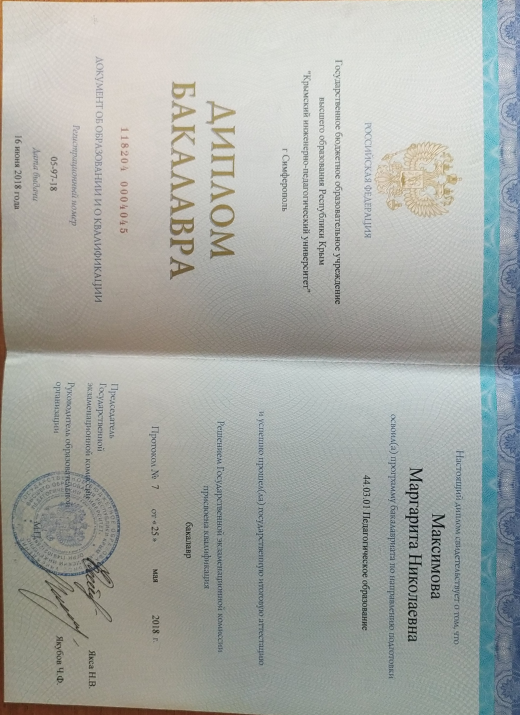 РОССИЙСКАЯ ФЕДЕРАЦИЯ
Государственное бюджетное образовательное учреждение
высшего образования Республики Крым
"Крымский инженерно-педагогический университет"
г Симферополь
ДИПЛОМ
БАКАЛАВРА
118204 0004045
ДОКУМЕНТ ОБ ОБРАЗОВАНИИ И О КВАЛИФИКАЦИИ
Регистрационный номер
05-97-18
Дата выдачи
16 июня 2018 года
Настоящий диплом свидетельствует о том, что
Максимова
Маргарита Николаевна
освоил(а) программу бакалавриата по направлению подготовки
44.03.01 Педагогическое образование
и успешно прошел(ла) государственную итоговую аттестацию
Решением Государственной экзаменационной комиссии
присвоена квалификация
бакалавр
Протокол № 7 от « 25 » мая 2018 г.
Председатель
Государственной
экзаменационной комиссии
Якса Н.В.
Руководитель образовательной
организации
Якубов Ч.Ф.
М.П.